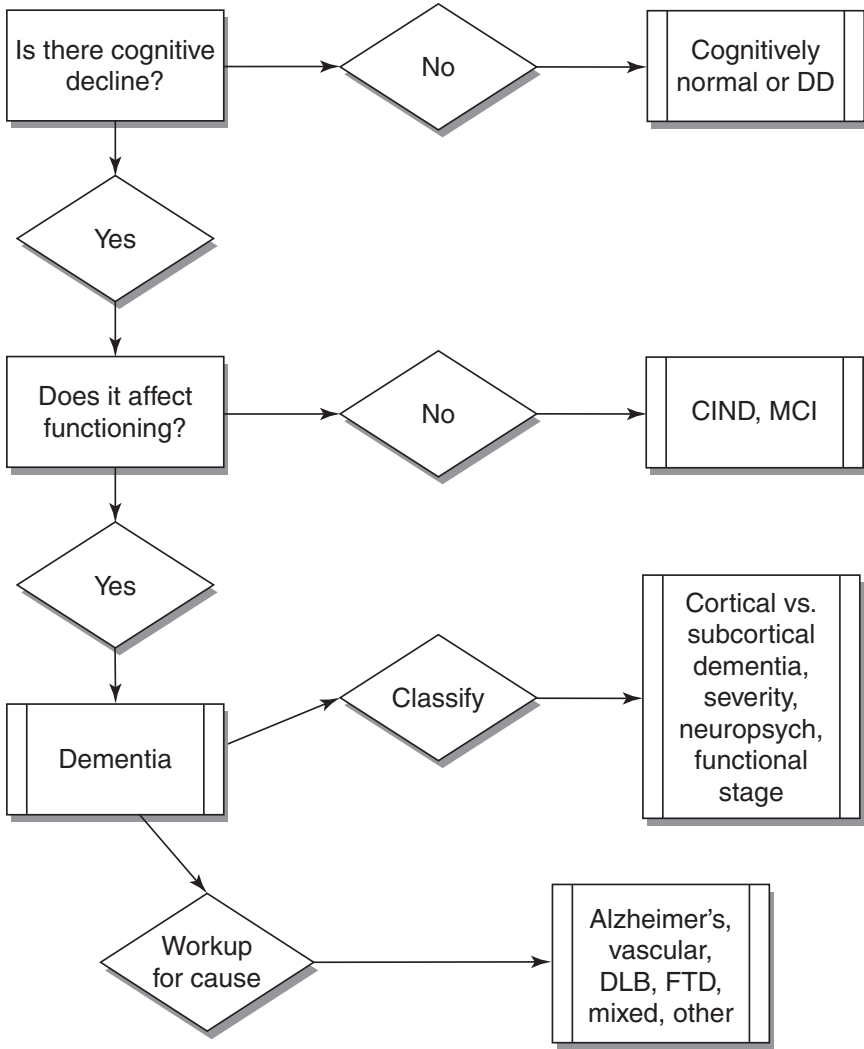 Is there cognitive
decline?
No
Cognitively
normal or DD
Yes
Does it affect
functioning?
No
CIND, MCI
Yes
Dementia
Classify
Cortical vs.
subcortical
dementia,
severity,
neuropsych,
functional
stage
Workup
for cause
Alzheimer’s,
vascular,
DLB, FTD,
mixed, other